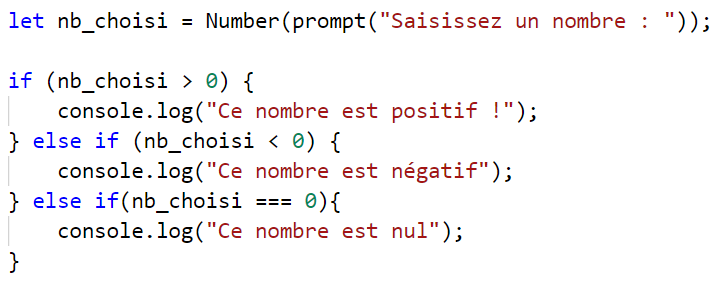 let nb_choisi = Number(prompt("Saisissez un nombre : "));
if (nb_choisi > 0) {
    console.log("Ce nombre est positif !");
} else if (nb_choisi < 0) {
    console.log("Ce nombre est négatif");
} else if(nb_choisi === 0){
    console.log("Ce nombre est nul");
}